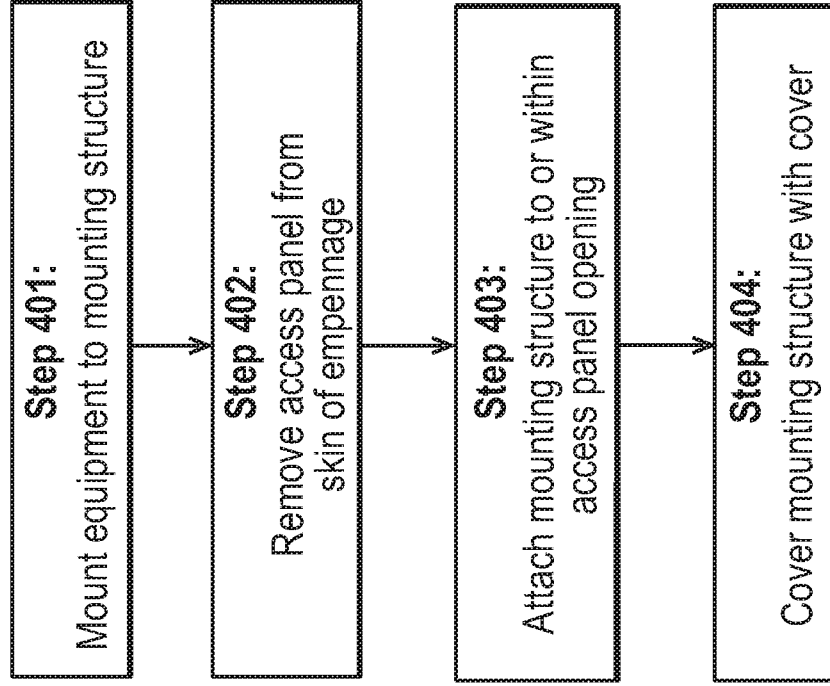 Step 401:
Mount equipment to mounting structure
Step 402:
Remove access panel from
skin of empennage
Step 403:
Attach mounting structure to or within
access panel opening
Step 404:
Cover mounting structure with cover